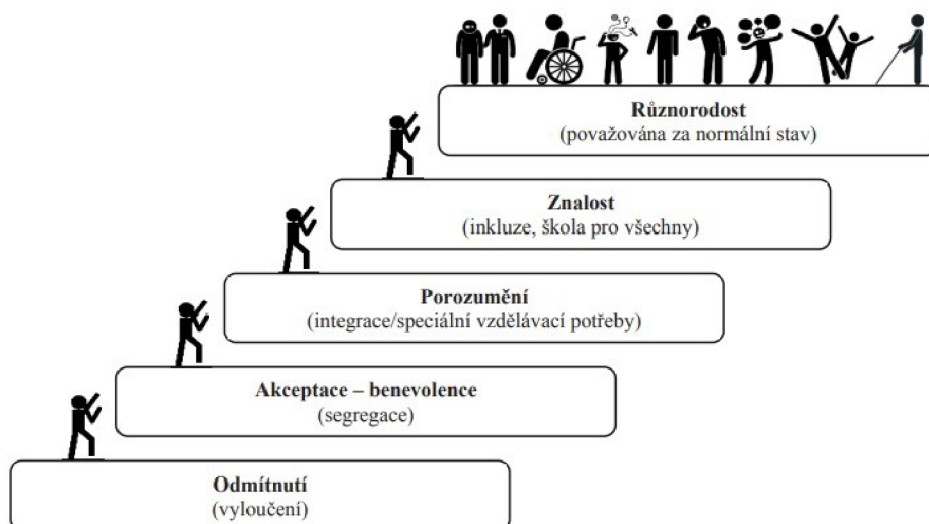 Různorodost
(považována za normální stav)
Znalost
(inkluze, škola pro všechny)
Porozumění
(integrace/speciální vzdělávací potřeby)
Akceptace – benevolence
(segregace)
Odmítnutí
(vyloučení)